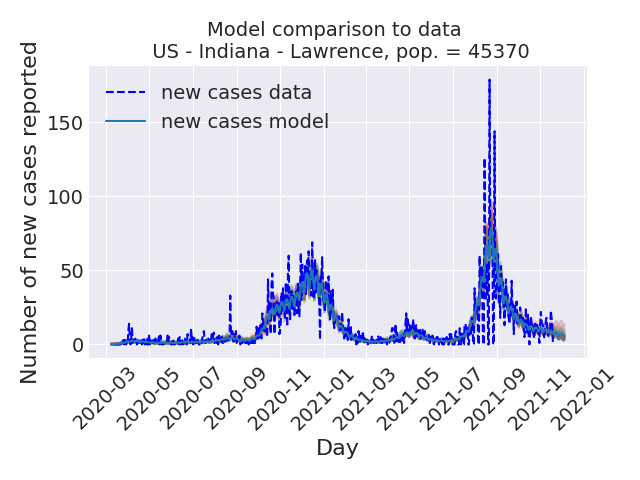 Model comparison to data
US - Indiana - Lawrence, pop. = 45370
Number of new cases reported
new cases data
new cases model
150
100
50
0
2020-03
2020-05
2020-07
2020-09
2020-11
2021-01
2021-03
2021-05
2021-07
2021-09
2021-11
2022-01
Day